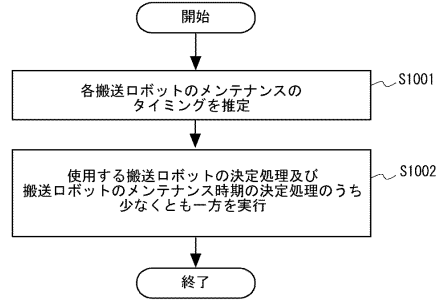 開始
各搬送ロボットのメンテナンスの
タイミングを推定
S1001
使用する搬送ロボットの決定処理及び
搬送ロボットのメンテナンス時期の決定処理のうち
少なくとも一方を実行
S1002
終了